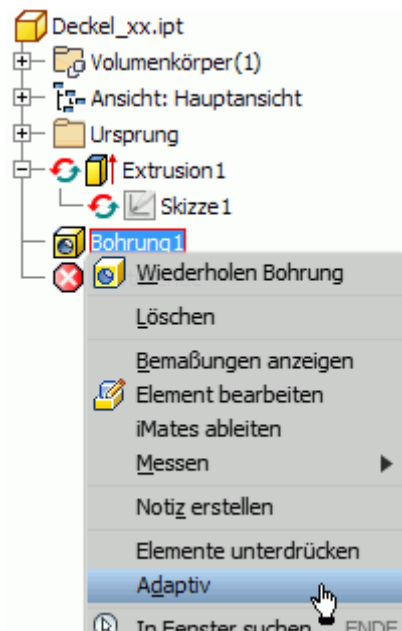 Deckel_xx.ipt
Volumenkörper(1)
Ansicht: Hauptansicht
Ursprung
Extrusion1
Skizze1
Bohrung1
Wiederholen Bohrung
Löschen
Bemaßungen anzeigen
Element bearbeiten
iMates ableiten
Messen
Notiz erstellen
Elemente unterdrücken
Adaptiv
In Fenster suchen ENDE